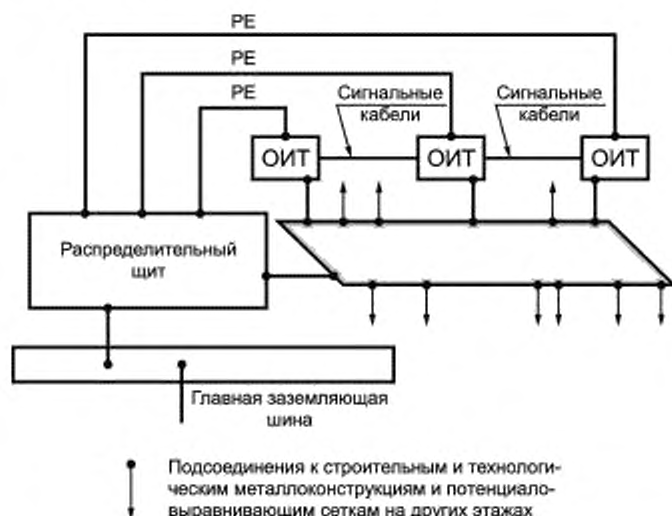 PE
PE
PE
Сигнальные
кабели
Сигнальные
кабели
ОИТ
ОИТ
ОИТ
Распределительный
щит
Главная заземляющая
шина
Подсоединения к строительным и технологи-
ческим металлоконструкциям и потенциало-
выравнивающим сеткам на других этажах